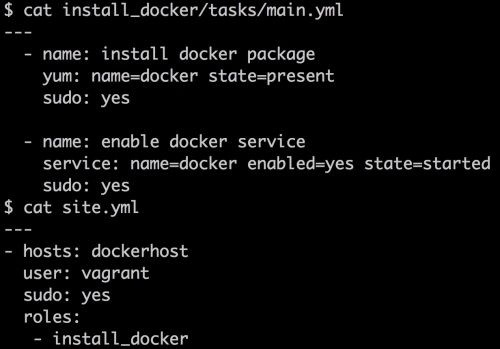 $ cat install_docker/tasks/main.yml
---
  - name: install docker package
    yum: name=docker state=present
    sudo: yes

  - name: enable docker service
    service: name=docker enabled=yes state=started
    sudo: yes
$ cat site.yml
---
- hosts: dockerhost
  user: vagrant
  sudo: yes
  roles:
   - install_docker